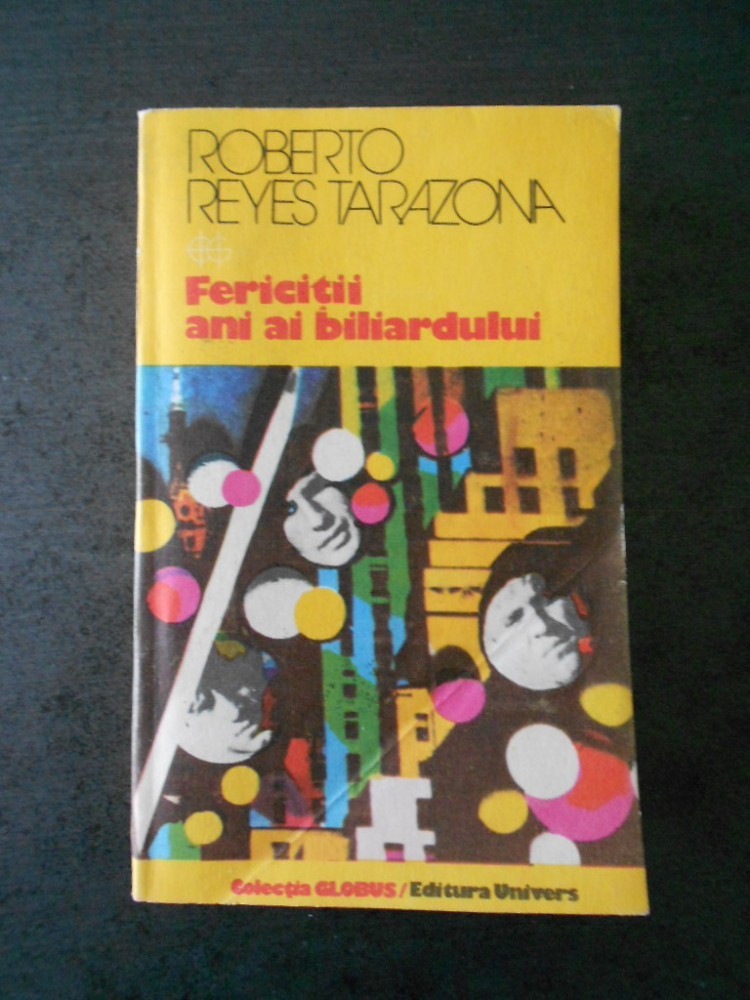 ROBERTO
REYES TARAZONA
Fericiții
ani ai biliardului
Colecția GLOBUS/Editura Univers